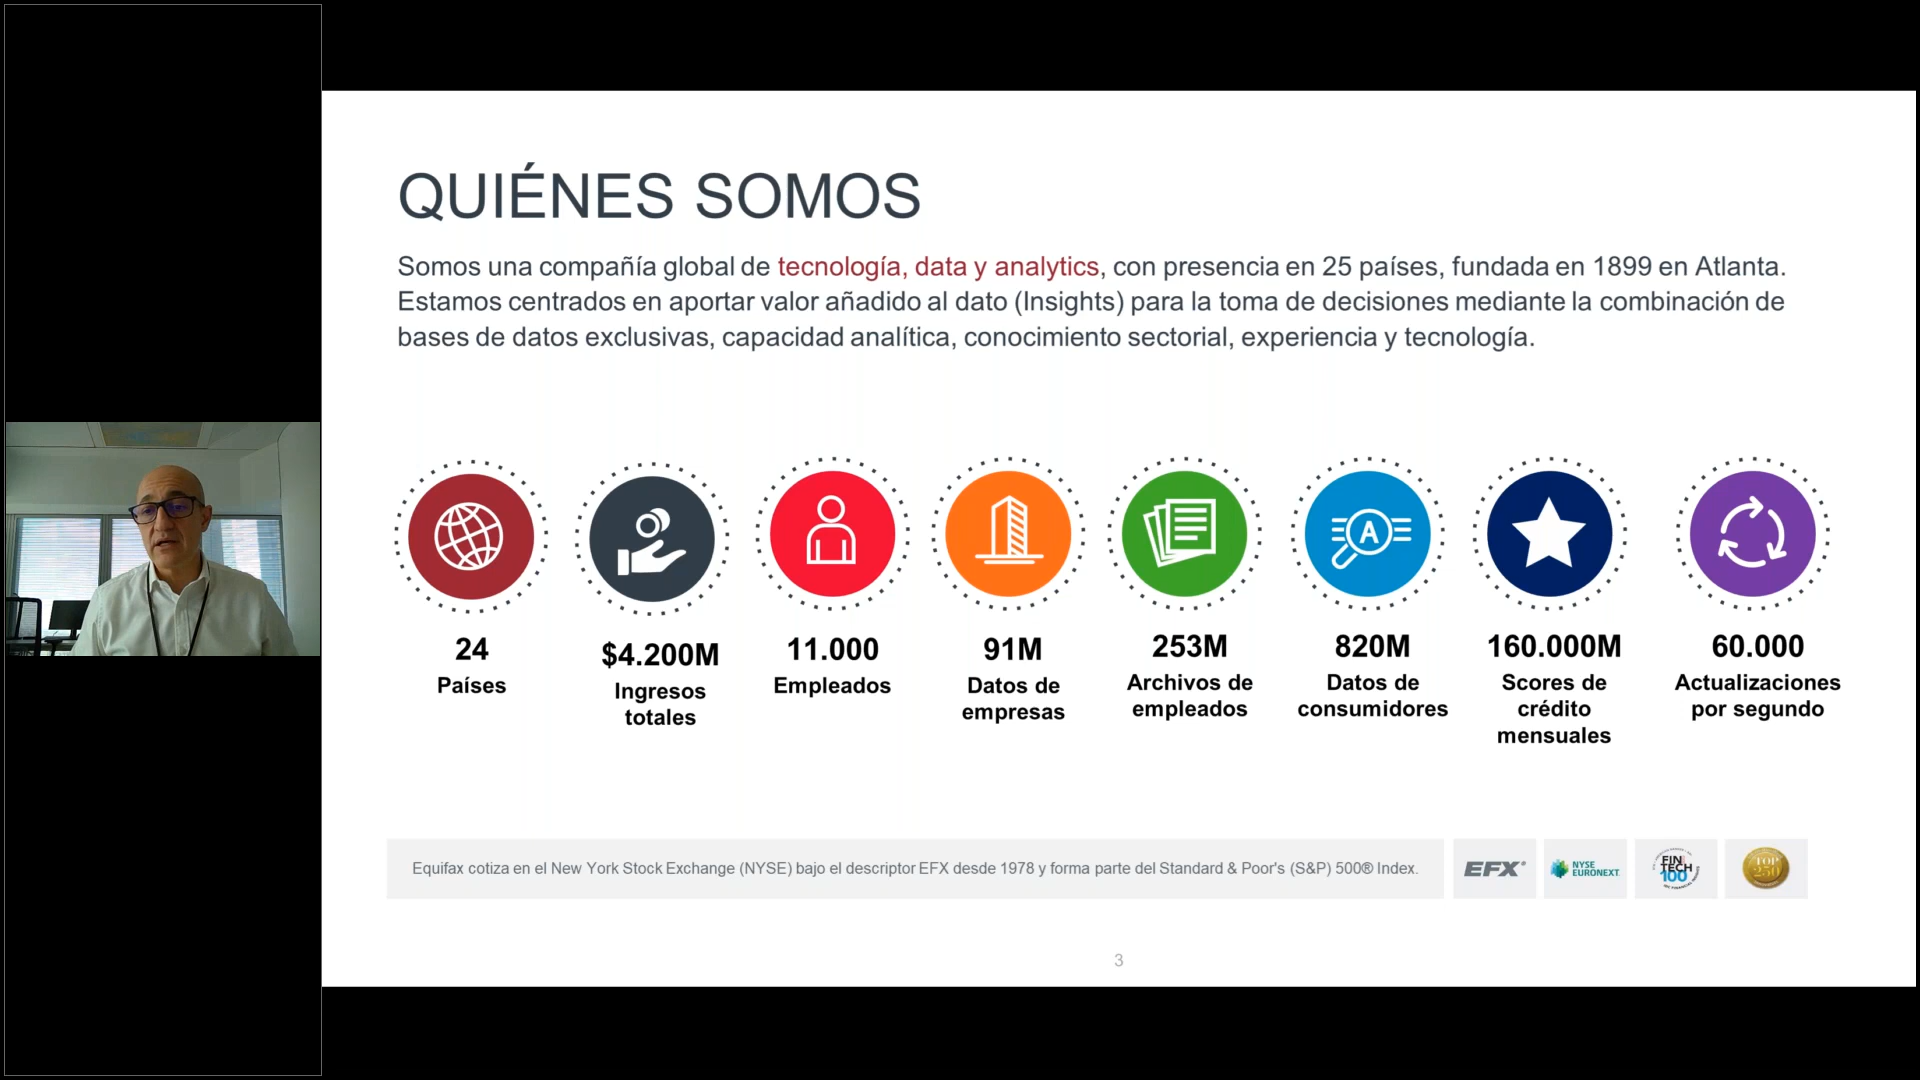 QUIÉNES SOMOS
Somos una compañía global de tecnología, data y analytics, con presencia en 25 países, fundada en 1899 en Atlanta.
Estamos centrados en aportar valor añadido al dato (Insights) para la toma de decisiones mediante la combinación de
bases de datos exclusivas, capacidad analítica, conocimiento sectorial, experiencia y tecnología.
A
24
Países
$4.200M
Ingresos
totales
11.000
Empleados
91M
Datos de
empresas
253M
Archivos de
empleados
820M
Datos de
consumidores
160.000M
Scores de
crédito
mensuales
60.000
Actualizaciones
por segundo
Equifax cotiza en el New York Stock Exchange (NYSE) bajo el descriptor EFX desde 1978 y forma parte del Standard & Poor's (S&P) 500® Index.
EFX®
NYSE
EURONEXT
FIN
TECH
100
TOP
250
3